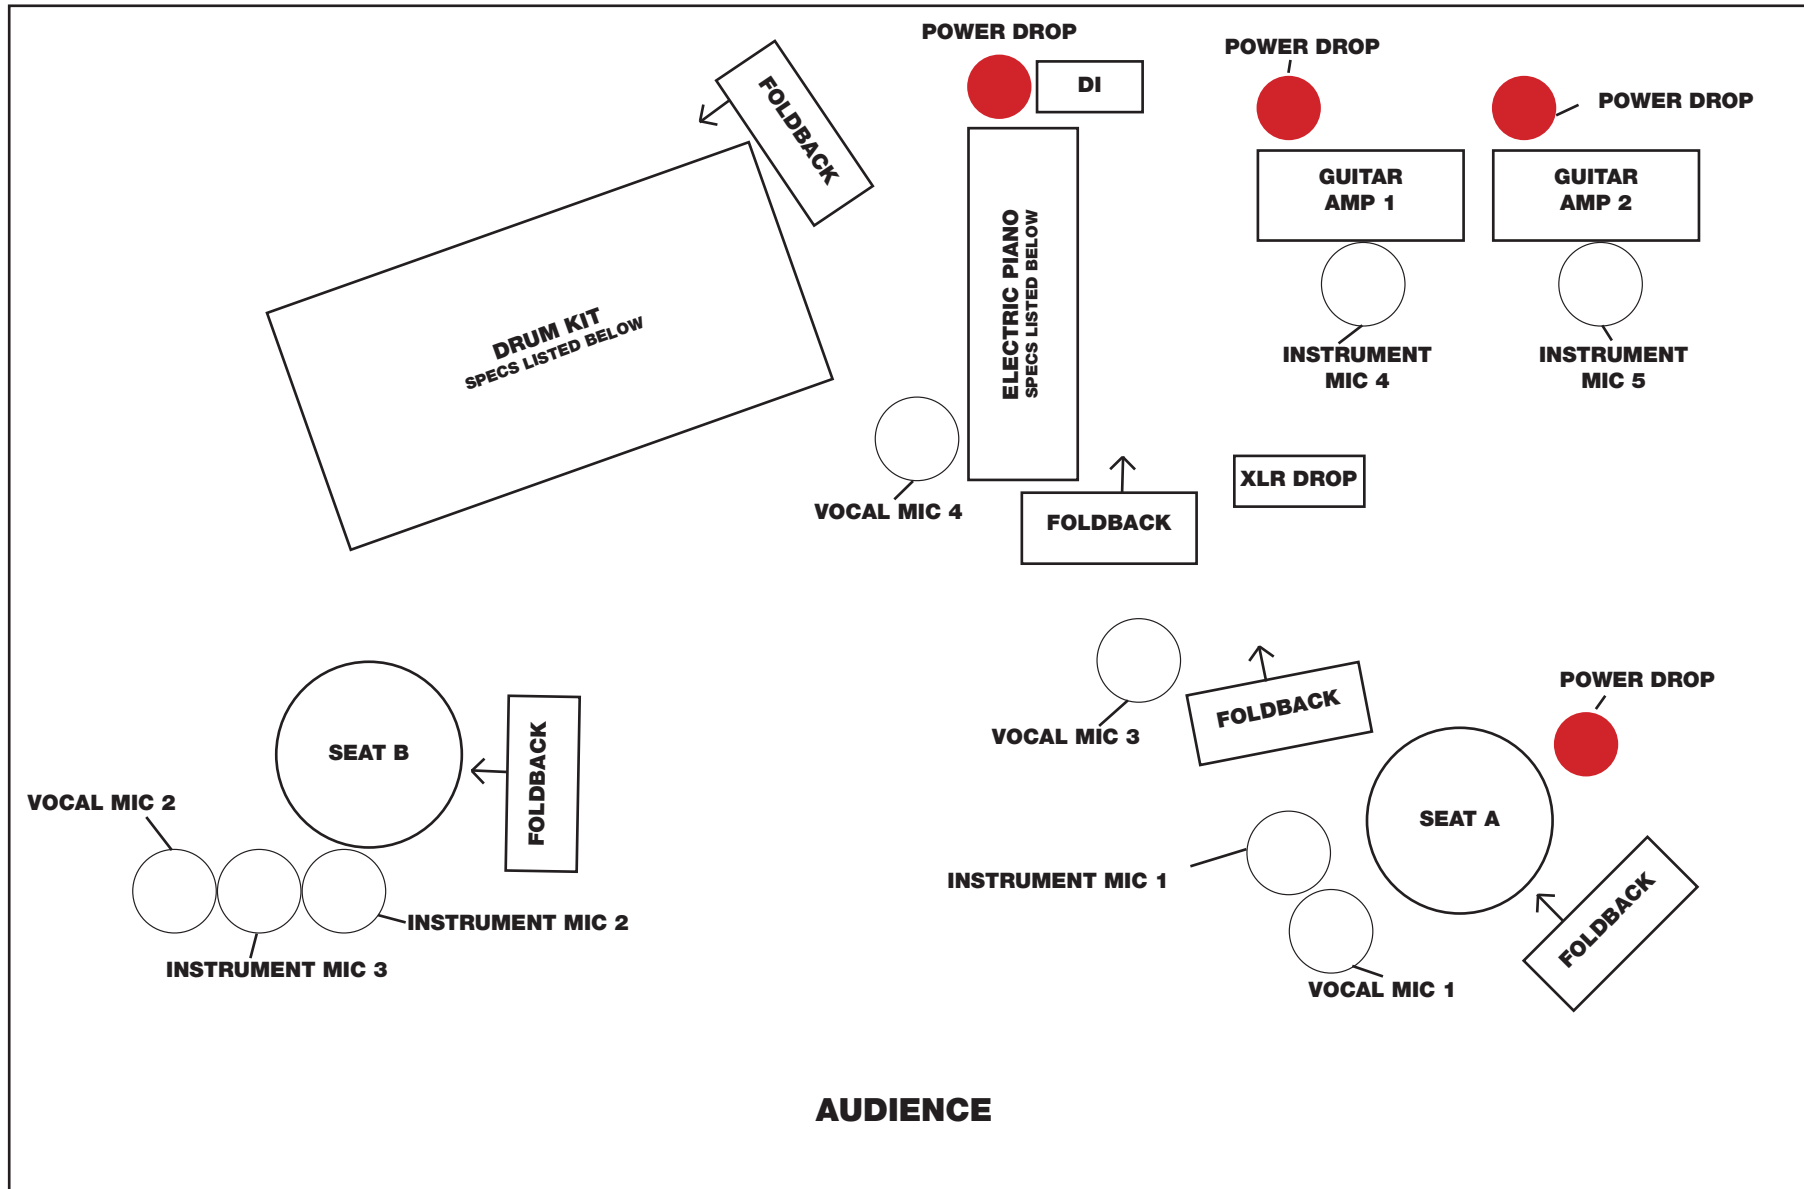 POWER DROP
POWER DROP
POWER DROP
FOLDBACK
DI
GUITAR
AMP 1
GUITAR
AMP 2
ELECTRIC PIANO
SPECS LISTED BELOW
DRUM KIT
SPECS LISTED BELOW
INSTRUMENT
MIC 4
INSTRUMENT
MIC 5
XLR DROP
VOCAL MIC 4
FOLDBACK
POWER DROP
FOLDBACK
VOCAL MIC 3
SEAT B
FOLDBACK
VOCAL MIC 2
SEAT A
INSTRUMENT MIC 1
FOLDBACK
INSTRUMENT MIC 2
INSTRUMENT MIC 3
VOCAL MIC 1
AUDIENCE